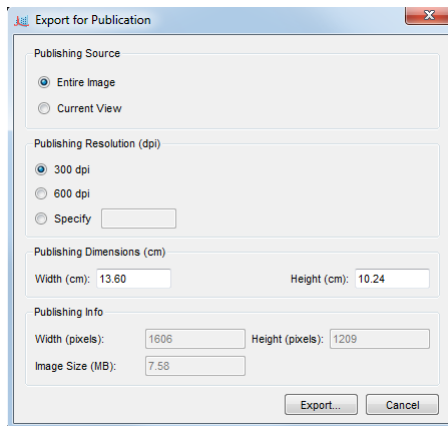 Export for Publication
Publishing Source
Entire Image
Current View
Publishing Resolution (dpi)
300 dpi
600 dpi
Specify
Publishing Dimensions (cm)
Width (cm): 13.60 Height (cm): 10.24
Publishing Info
Width (pixels): 1606 Height (pixels): 1209
Image Size (MB): 7.58
Export... Cancel